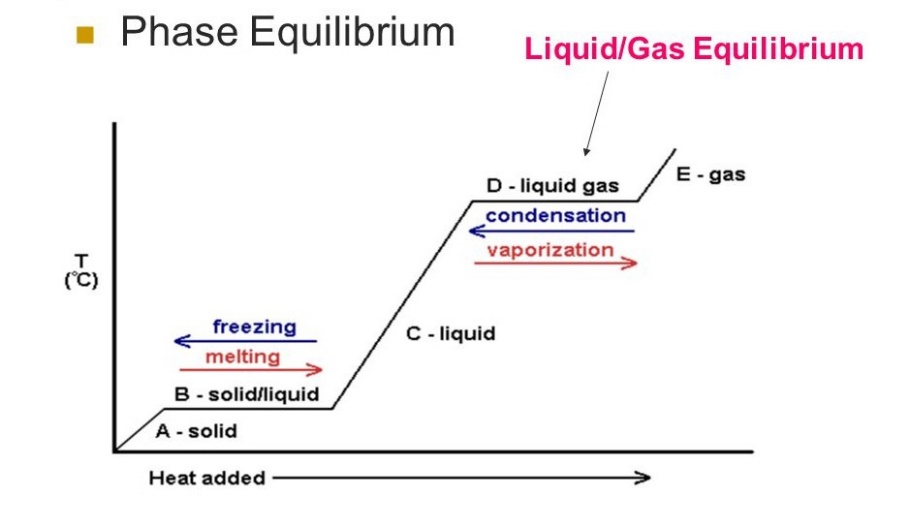 Phase Equilibrium
Liquid/Gas Equilibrium
E - gas
D - liquid gas
condensation
vaporization
T
(°C)
freezing
melting
C - liquid
B - solid/liquid
A - solid
Heat added